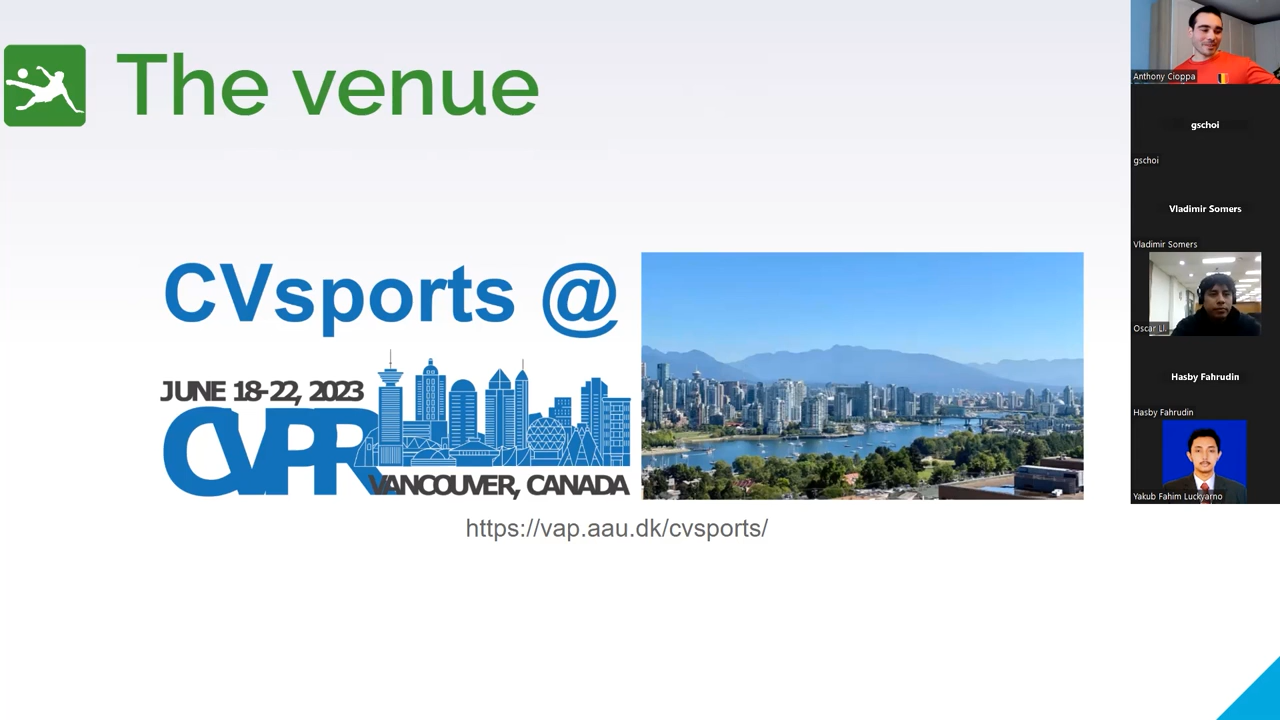 The venue
CVsports @
JUNE 18-22, 2023
CVPR
VANCOUVER, CANADA
https://vap.aau.dk/cvsports/
Anthony Cioppa
gschoi
gschoi
Vladimir Somers
Vladimir Somers
Oscar Ll.
Hasby Fahrudin
Hasby Fahrudin
Yakub Fahim Luckyarno